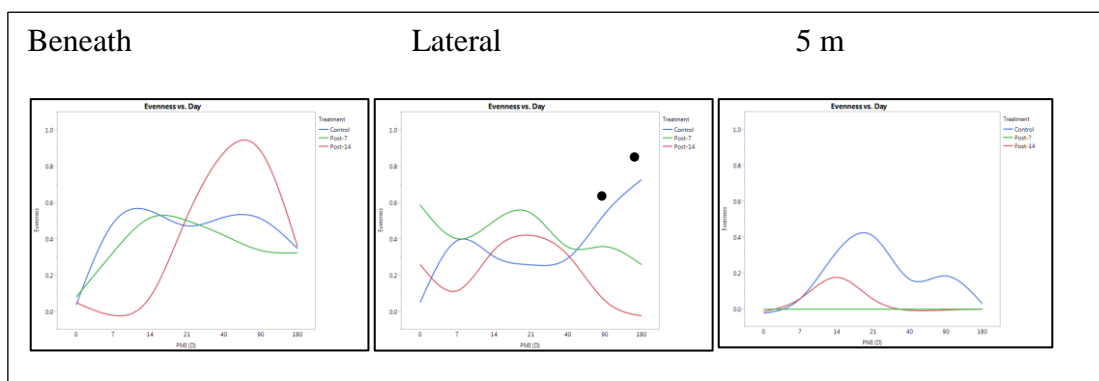 Beneath Lateral 5 m
Evenness vs. Day
Treatment
Control
Post-7
Post-14
1.0
0.8
0.6
0.4
0.2
0.0
Evenness
0 7 14 21 40 90 180
PMI (D)
Evenness vs. Day
Treatment
Control
Post-7
Post-14
1.0
0.8
0.6
0.4
0.2
0.0
Evenness
0 7 14 21 40 90 180
PMI (D)
Evenness vs. Day
Treatment
Control
Post-7
Post-14
1.0
0.8
0.6
0.4
0.2
0.0
Evenness
0 7 14 21 40 90 180
PMI (D)